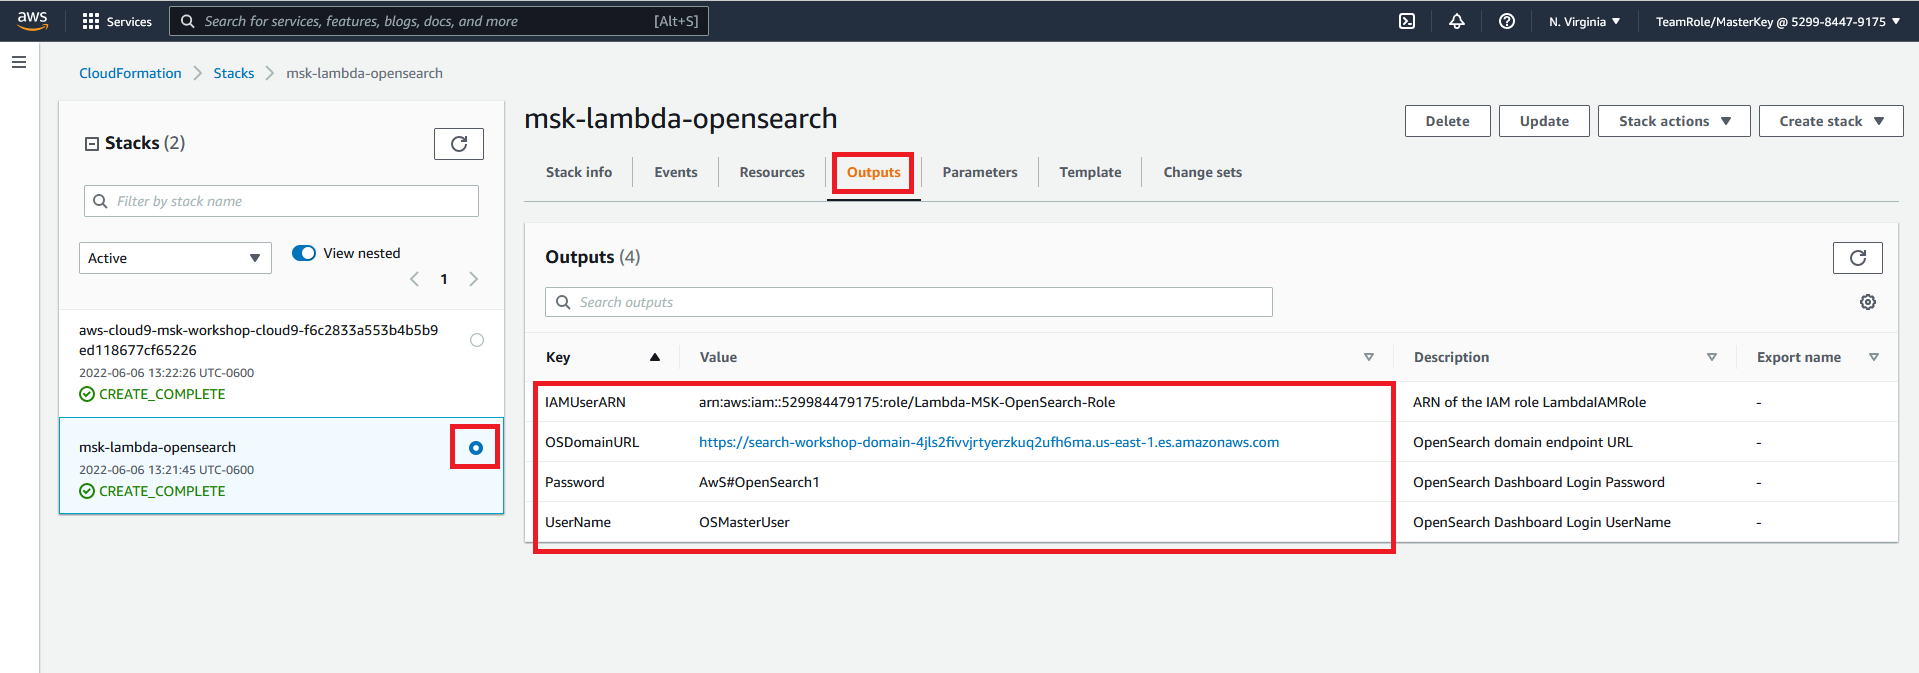 aws
Services
Search for services, features, blogs, docs, and more
[Alt+S]
N. Virginia
TeamRole/MasterKey @ 5299-8447-9175
CloudFormation
Stacks
msk-lambda-opensearch
Stacks (2)
Filter by stack name
Active
View nested
1
aws-cloud9-msk-workshop-cloud9-f6c2833a553b4b5b9
ed118677cf65226
2022-06-06 13:22:26 UTC-0600
CREATE_COMPLETE
msk-lambda-opensearch
2022-06-06 13:21:45 UTC-0600
CREATE_COMPLETE
msk-lambda-opensearch
Delete
Update
Stack actions
Create stack
Stack info
Events
Resources
Outputs
Parameters
Template
Change sets
Outputs (4)
Search outputs
Key Value Description Export name
IAMUserARN arn:aws:iam::529984479175:role/Lambda-MSK-OpenSearch-Role ARN of the IAM role LambdaIAMRole -
OSDomainURL https://search-workshop-domain-4jls2fivvjrtyerzkuq2ufh6ma.us-east-1.es.amazonaws.com OpenSearch domain endpoint URL -
Password AwS#OpenSearch1 OpenSearch Dashboard Login Password -
UserName OSMasterUser OpenSearch Dashboard Login UserName -